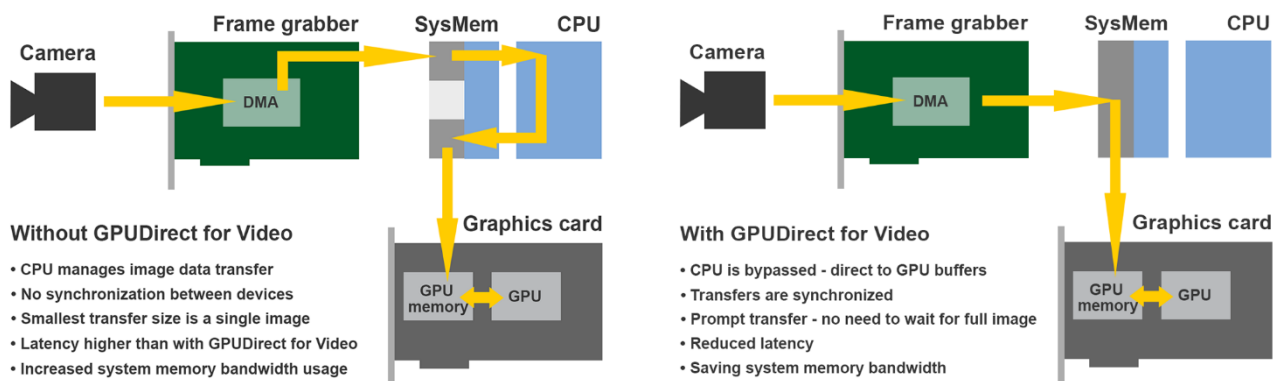 Frame grabber
SysMem
CPU
Camera
DMA
Graphics card
GPU
memory
GPU
Without GPUDirect for Video
• CPU manages image data transfer
• No synchronization between devices
• Smallest transfer size is a single image
• Latency higher than with GPUDirect for Video
• Increased system memory bandwidth usage
Frame grabber
SysMem
CPU
Camera
DMA
Graphics card
GPU
memory
GPU
With GPUDirect for Video
• CPU is bypassed - direct to GPU buffers
• Transfers are synchronized
• Prompt transfer - no need to wait for full image
• Reduced latency
• Saving system memory bandwidth